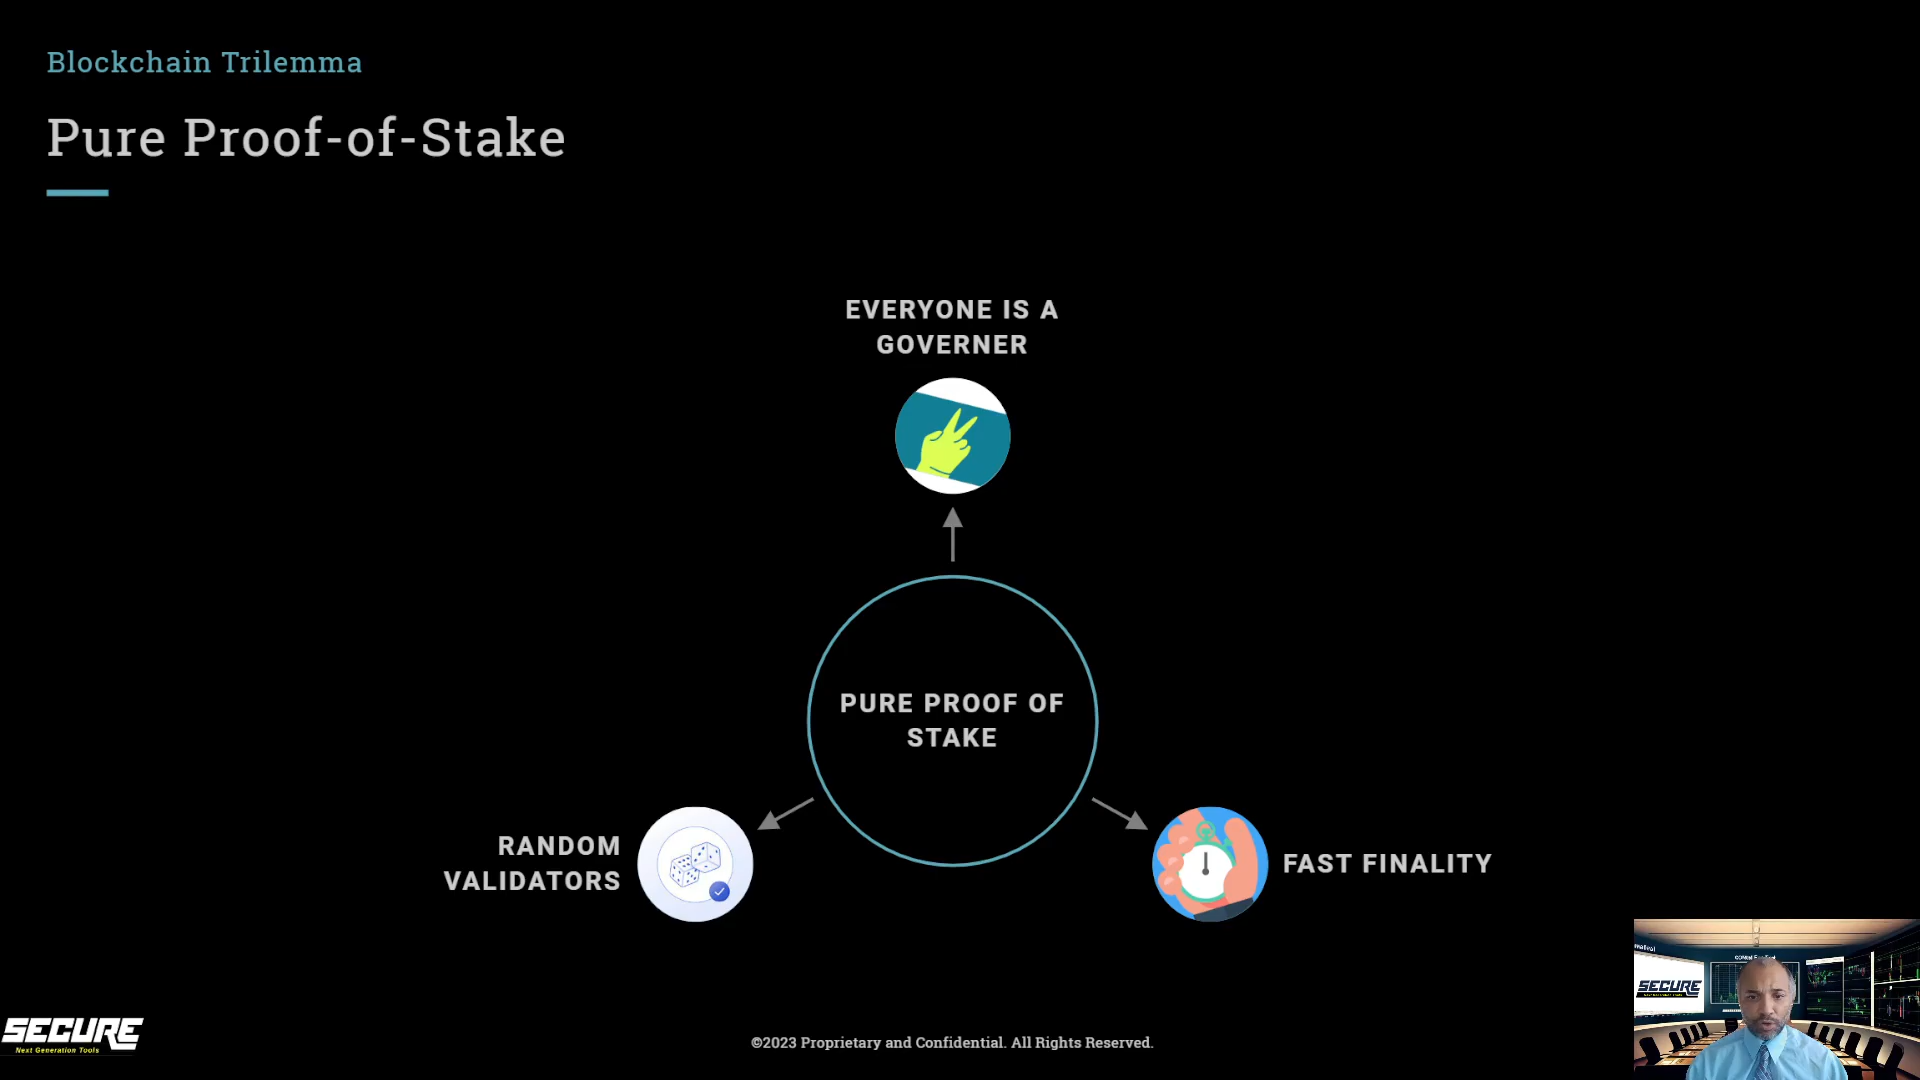 Blockchain Trilemma
Pure Proof-of-Stake
EVERYONE IS A
GOVERNER
PURE PROOF OF
STAKE
RANDOM
VALIDATORS
FAST FINALITY
SECURE
Next Generation Tools
©2023 Proprietary and Confidential. All Rights Reserved.
SECURE